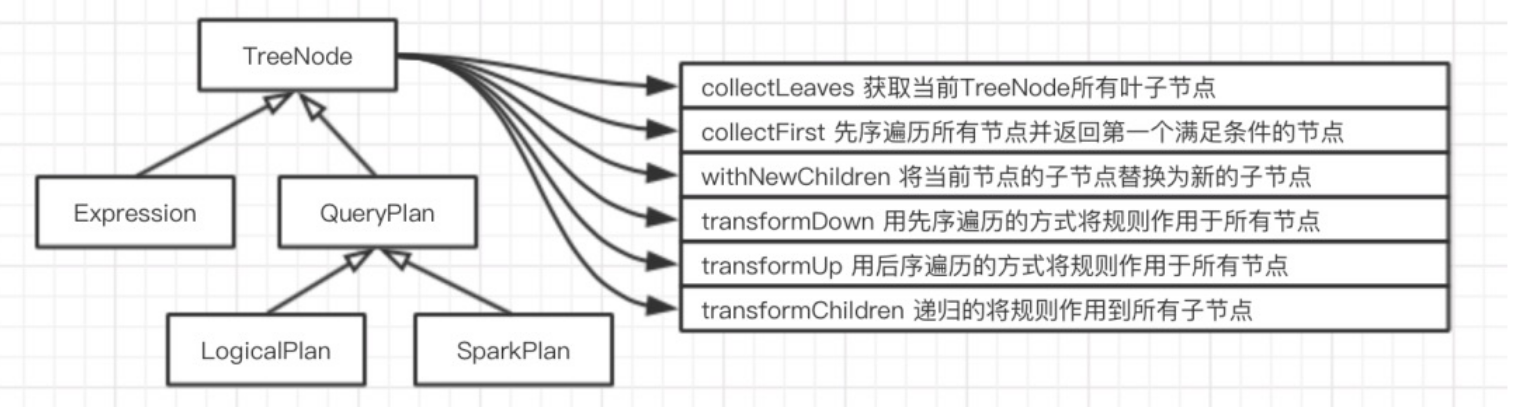 TreeNode
collectLeaves 获取当前TreeNode所有叶子节点
collectFirst 先序遍历所有节点并返回第一个满足条件的节点
withNewChildren 将当前节点的子节点替换为新的子节点
Expression
QueryPlan
transformDown 用先序遍历的方式将规则作用于所有节点
transformUp 用后序遍历的方式将规则作用于所有节点
transformChildren 递归的将规则作用到所有子节点
LogicalPlan
SparkPlan